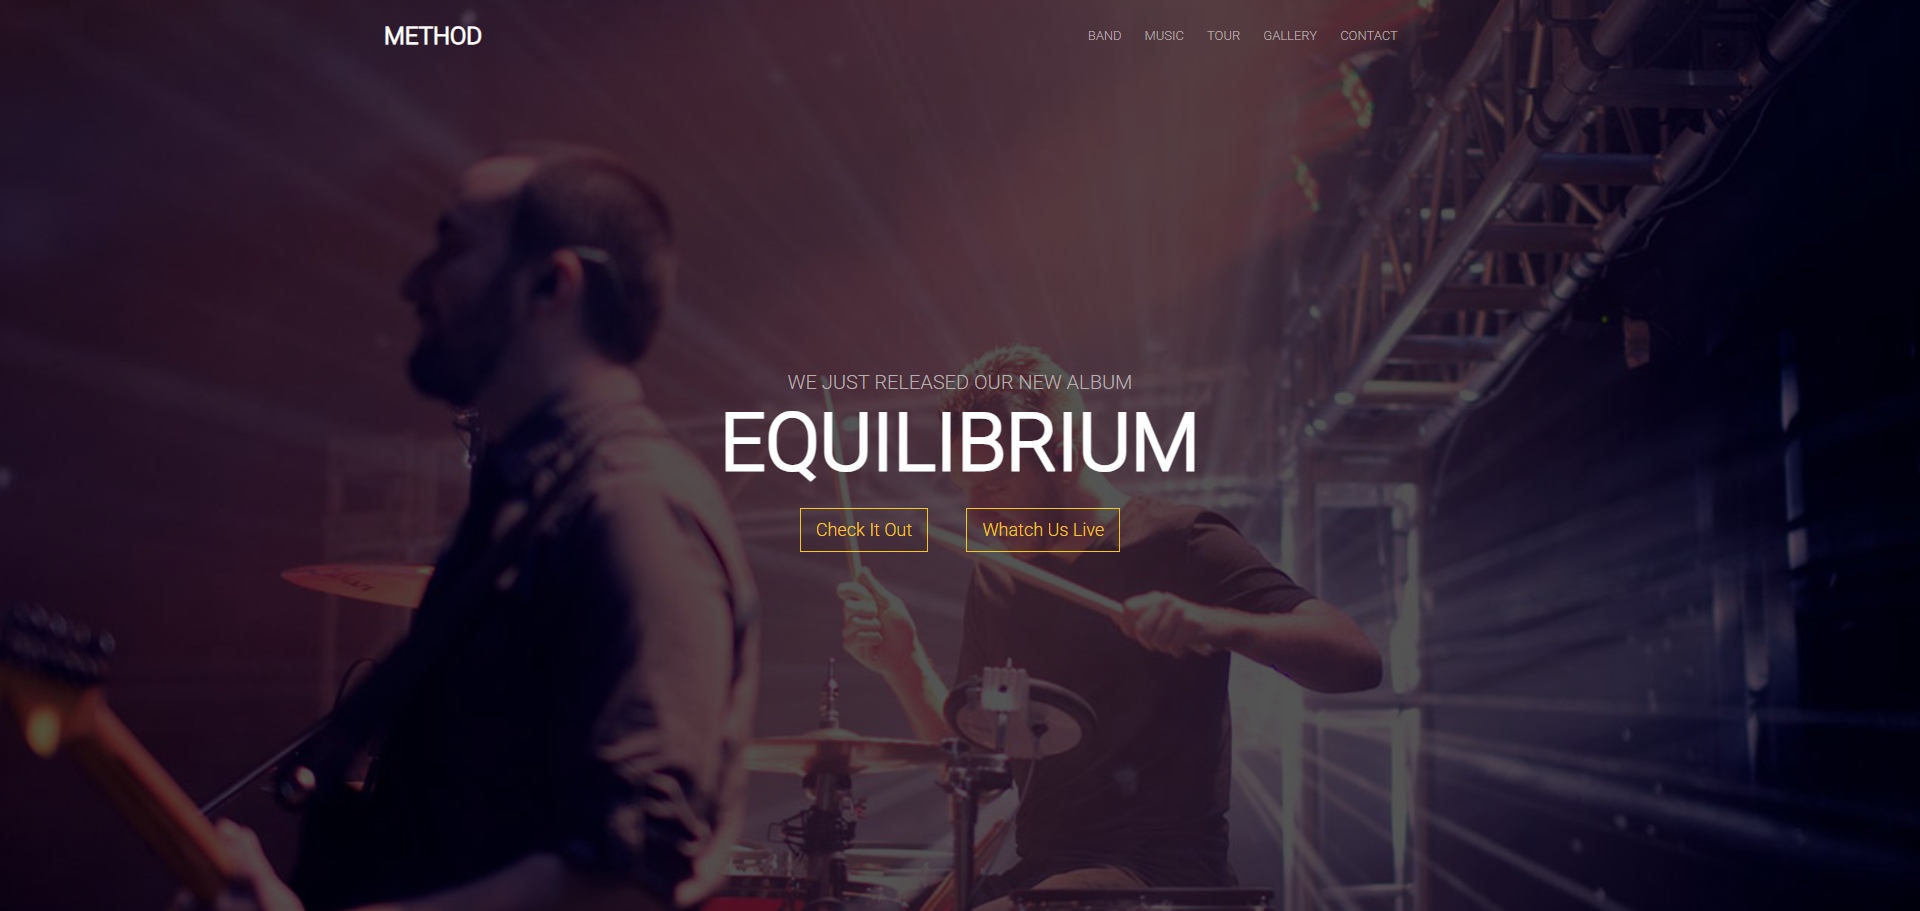 METHOD
BAND MUSIC TOUR GALLERY CONTACT
WE JUST RELEASED OUR NEW ALBUM
EQUILIBRIUM
Check It Out Whatch Us Live